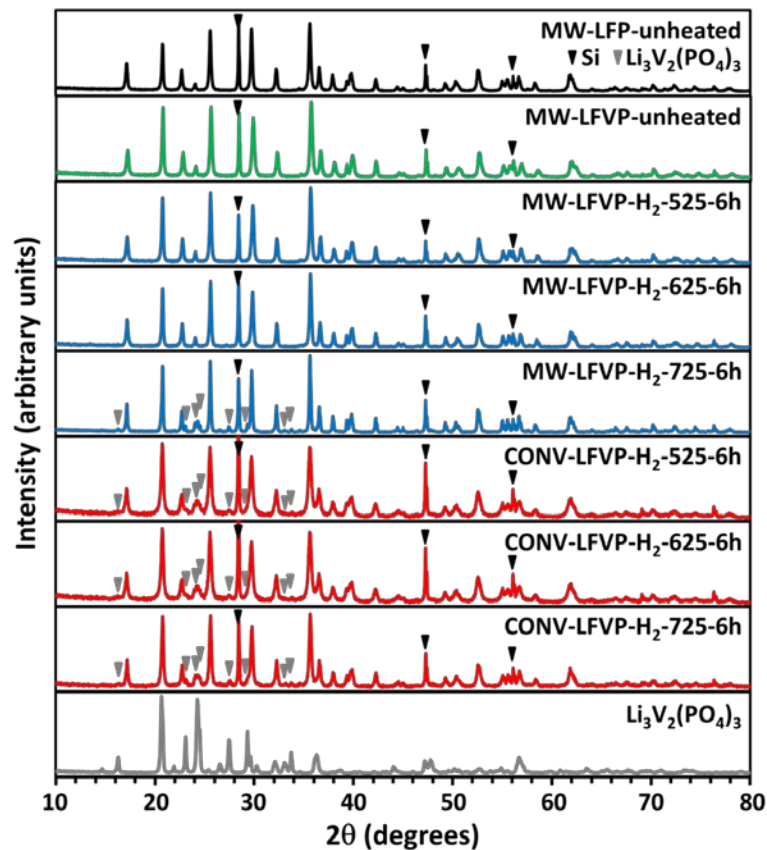 MW-LFP-unheated
Si Li₃V₂(PO₄)₃
MW-LFVP-unheated
MW-LFVP-H₂-525-6h
MW-LFVP-H₂-625-6h
MW-LFVP-H₂-725-6h
CONV-LFVP-H₂-525-6h
CONV-LFVP-H₂-625-6h
CONV-LFVP-H₂-725-6h
Li₃V₂(PO₄)₃
Intensity (arbitrary units)
10 20 30 40 50 60 70 80
2θ (degrees)